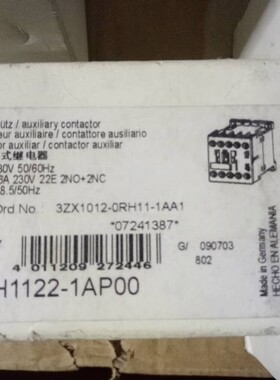 ütz / auxiliary contactor
eur auxiliaire / contattore ausiliario
or auxiliar / contactor auxiliar
式继电器
30V 50/60Hz
6A 230V 22E 2NO+2NC
8.5/50Hz
Ord No : 3ZX1012-0RH11-1AA1
*07241387*
G/ 090703
802
4 011209 272446
H1122-1AP00
Made in Germany
HECHO EN ALEMANIA